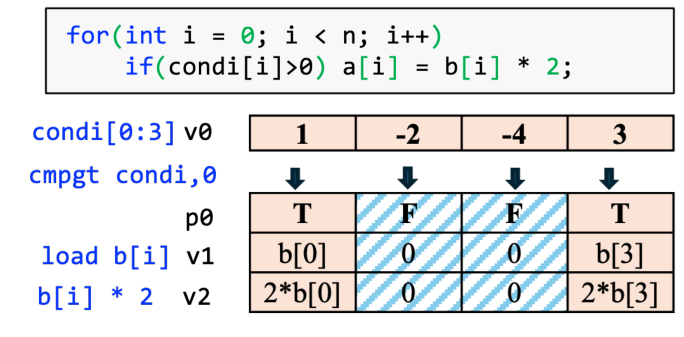 for(int i = 0; i < n; i++)
if(condi[i]>0) a[i] = b[i] * 2;
condi[0:3] v0 1 -2 -4 3
cmpgt condi,0
p0 T F F T
load b[i] v1 b[0] 0 0 b[3]
b[i] * 2 v2 2*b[0] 0 0 2*b[3]